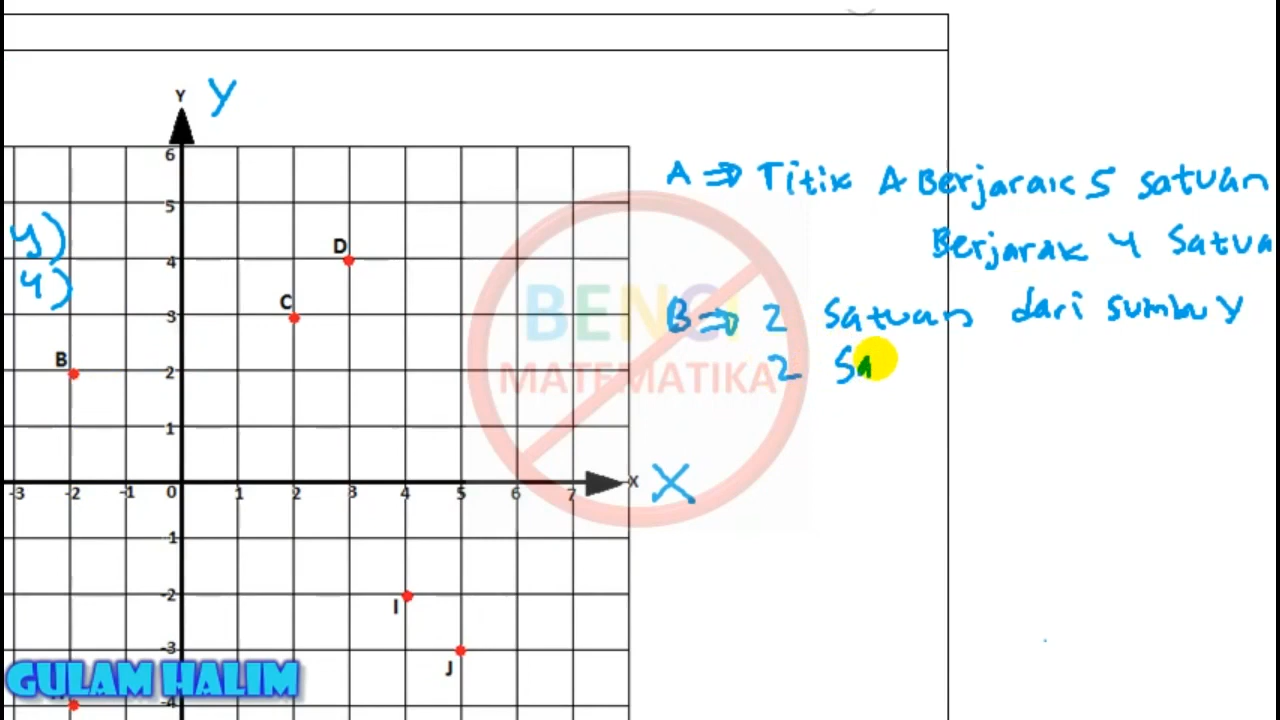 Y y
6
5
4
3
2
1
D
C
B
y)
4)
A ⇒ Titik A Berjarak 5 satuan
Berjarak 4 Satua
B ⇒ 2 Satuan dari sumbu y
2 Sa
BENCI
MATEMATIKA
-3 -2 -1 0 1 2 3 4 5 6 7 X X
-1
-2
-3
-4
I
J
GULAM HALIM